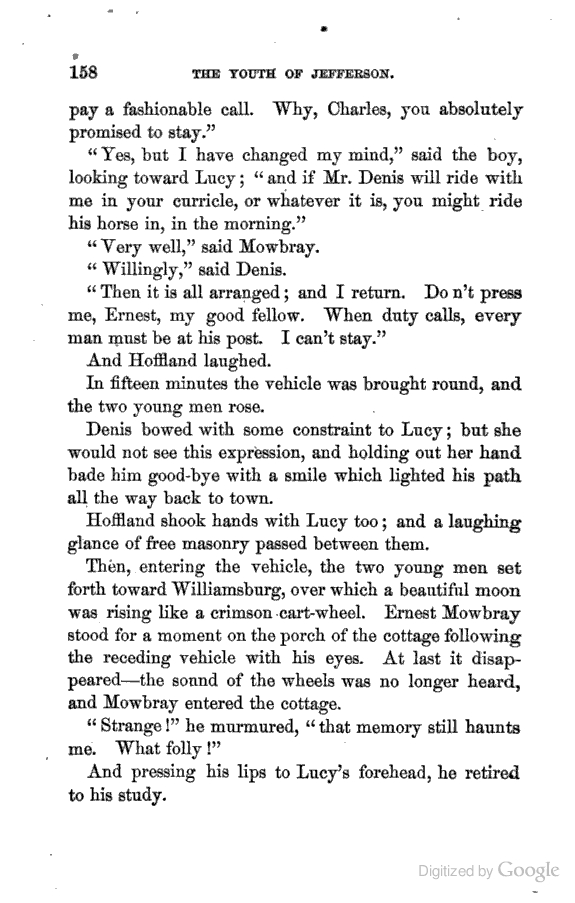 158 THE YOUTH OF JEFFERSON.
pay a fashionable call. Why, Charles, you absolutely
promised to stay.”
“Yes, but I have changed my mind,” said the boy,
looking toward Lucy; “and if Mr. Denis will ride with
me in your curricle, or whatever it is, you might ride
his horse in, in the morning.”
“Very well,” said Mowbray.
“Willingly,” said Denis.
“Then it is all arranged; and I return. Do n’t press
me, Ernest, my good fellow. When duty calls, every
man must be at his post. I can’t stay.”
And Hoffland laughed.
In fifteen minutes the vehicle was brought round, and
the two young men rose.
Denis bowed with some constraint to Lucy; but she
would not see this expression, and holding out her hand
bade him good-bye with a smile which lighted his path
all the way back to town.
Hoffland shook hands with Lucy too; and a laughing
glance of free masonry passed between them.
Then, entering the vehicle, the two young men set
forth toward Williamsburg, over which a beautiful moon
was rising like a crimson cart-wheel. Ernest Mowbray
stood for a moment on the porch of the cottage following
the receding vehicle with his eyes. At last it disap-
peared—the sound of the wheels was no longer heard,
and Mowbray entered the cottage.
“Strange!” he murmured, “that memory still haunts
me. What folly!”
And pressing his lips to Lucy’s forehead, he retired
to his study.
Digitized by Google